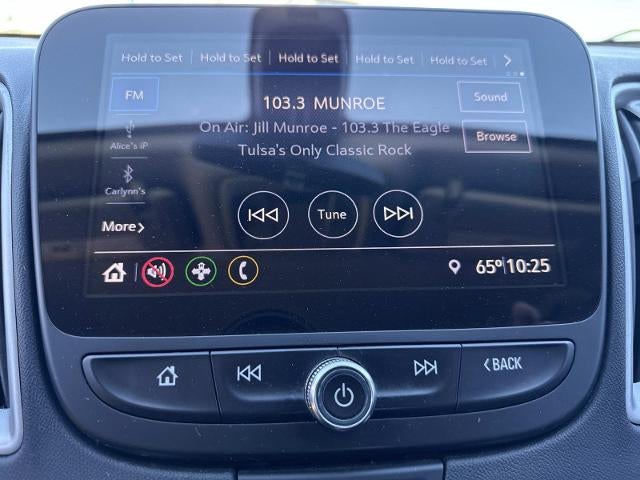 Hold to Set Hold to Set Hold to Set Hold to Set Hold to Set
FM
103.3 MUNROE
Sound
On Air: Jill Munroe - 103.3 The Eagle
Browse
Alice's iP
Tulsa's Only Classic Rock
Carlynn's
Tune
More
65° 10:25
BACK